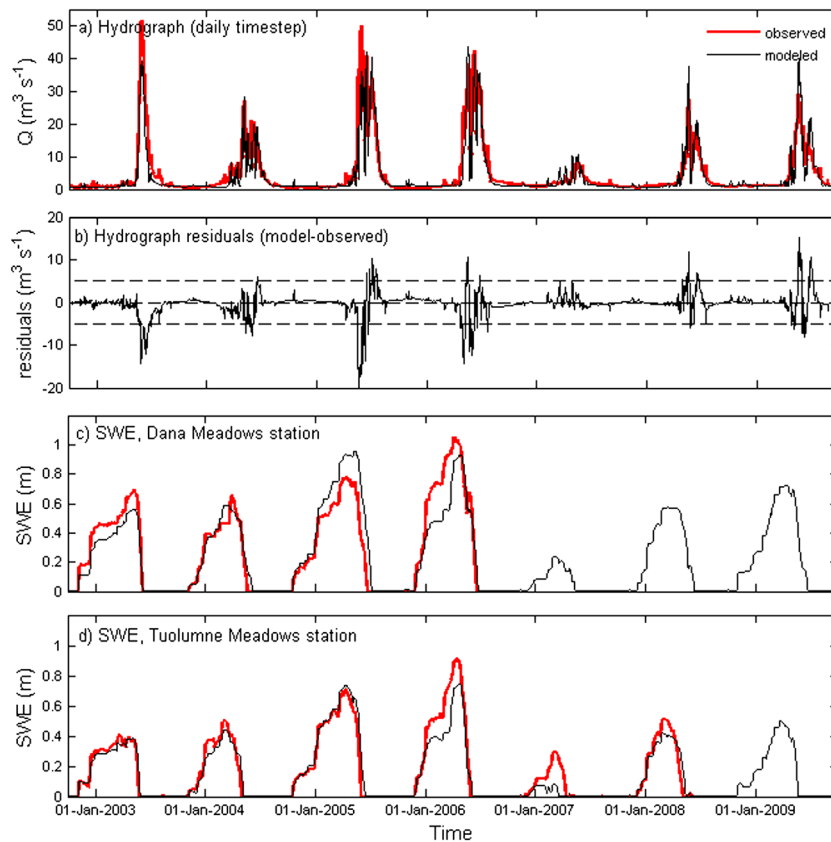 a) Hydrograph (daily timestep)
observed
modeled
Q (m³ s⁻¹)
50
40
30
20
10
0
b) Hydrograph residuals (model-observed)
residuals (m³ s⁻¹)
20
10
0
-10
-20
c) SWE, Dana Meadows station
SWE (m)
1
0.8
0.6
0.4
0.2
0
d) SWE, Tuolumne Meadows station
SWE (m)
1
0.8
0.6
0.4
0.2
0
01-Jan-2003 01-Jan-2004 01-Jan-2005 01-Jan-2006 01-Jan-2007 01-Jan-2008 01-Jan-2009
Time